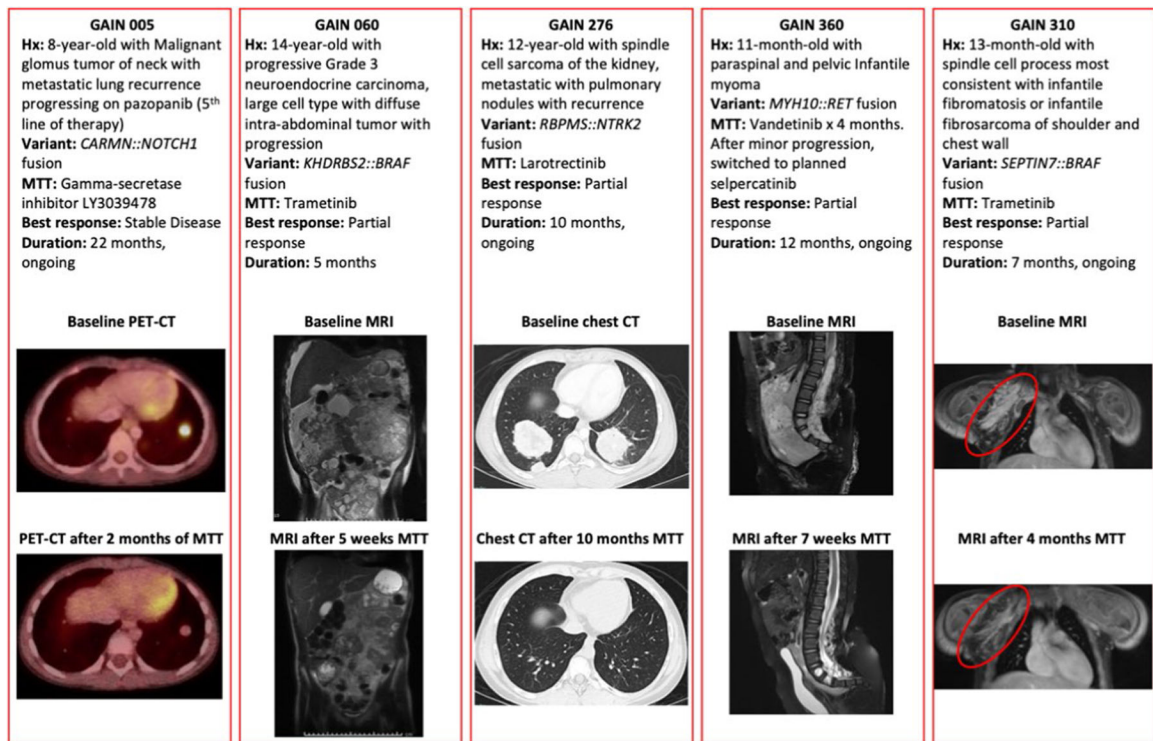 GAIN 005
Hx: 8-year-old with Malignant
glomus tumor of neck with
metastatic lung recurrence
progressing on pazopanib (5th
line of therapy)
Variant: CARMN::NOTCH1
fusion
MTT: Gamma-secretase
inhibitor LY3039478
Best response: Stable Disease
Duration: 22 months,
ongoing
Baseline PET-CT
PET-CT after 2 months of MTT
GAIN 060
Hx: 14-year-old with
progressive Grade 3
neuroendocrine carcinoma,
large cell type with diffuse
intra-abdominal tumor with
progression
Variant: KHDRBS2::BRAF
fusion
MTT: Trametinib
Best response: Partial
response
Duration: 5 months
Baseline MRI
MRI after 5 weeks MTT
GAIN 276
Hx: 12-year-old with spindle
cell sarcoma of the kidney,
metastatic with pulmonary
nodules with recurrence
Variant: RBPMS::NTRK2
fusion
MTT: Larotrectinib
Best response: Partial
response
Duration: 10 months,
ongoing
Baseline chest CT
Chest CT after 10 months MTT
GAIN 360
Hx: 11-month-old with
paraspinal and pelvic Infantile
myoma
Variant: MYH10::RET fusion
MTT: Vandetinib x 4 months.
After minor progression,
switched to planned
selpercatinib
Best response: Partial
response
Duration: 12 months, ongoing
Baseline MRI
MRI after 7 weeks MTT
GAIN 310
Hx: 13-month-old with
spindle cell process most
consistent with infantile
fibromatosis or infantile
fibrosarcoma of shoulder and
chest wall
Variant: SEPTIN7::BRAF
fusion
MTT: Trametinib
Best response: Partial
response
Duration: 7 months, ongoing
Baseline MRI
MRI after 4 months MTT